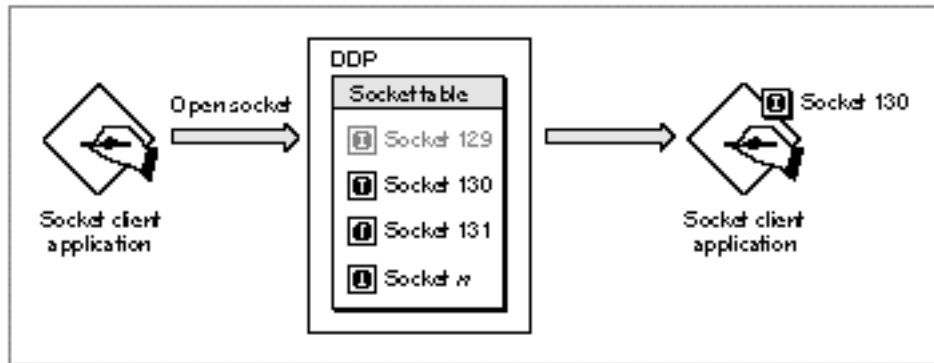 DDP
Socket table
Open socket
Socket 129
Socket 130
Socket 131
Socket n
Socket client
application
Socket 130
Socket client
application